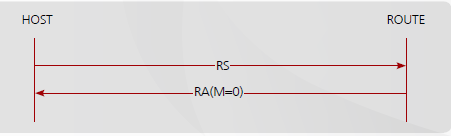 HOST
ROUTE
RS
RA(M=0)